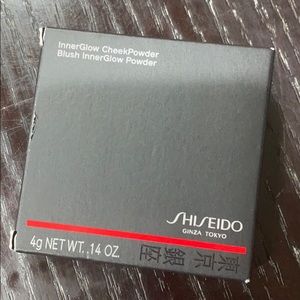 InnerGlow CheekPowder
Blush InnerGlow Powder
SHISEIDO
GINZA TOKYO
4g NET WT. .14 OZ.
東京銀座